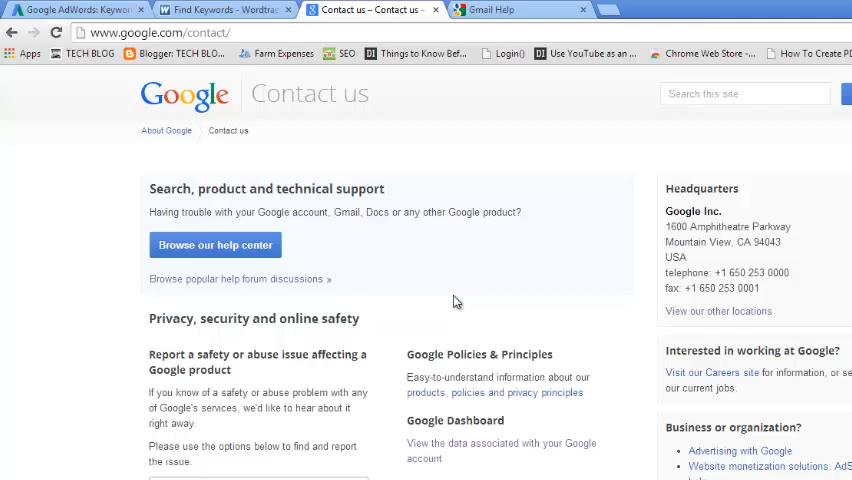 Google AdWords: Keywor
Find Keywords - Wordtrac
Contact us – Contact us –
Gmail Help
www.google.com/contact/
Apps
TECH BLOG
Blogger: TECH BLO...
Farm Expenses
SEO
DI Things to Know Bef...
Login()
DI Use YouTube as an ...
Chrome Web Store -...
How To Create PD
Google
Contact us
Search this site
About Google
Contact us
Search, product and technical support
Having trouble with your Google account, Gmail, Docs or any other Google product?
Browse our help center
Browse popular help forum discussions »
Privacy, security and online safety
Report a safety or abuse issue affecting a
Google product
If you know of a safety or abuse problem with any
of Google's services, we'd like to hear about it
right away.
Please use the options below to find and report
the issue.
Google Policies & Principles
Easy-to-understand information about our
products, policies and privacy principles
Google Dashboard
View the data associated with your Google
account
Headquarters
Google Inc.
1600 Amphitheatre Parkway
Mountain View, CA 94043
USA
telephone: +1 650 253 0000
fax: +1 650 253 0001
View our other locations
Interested in working at Google?
Visit our Careers site for information, or se
our current jobs.
Business or organization?
Advertising with Google
Website monetization solutions: AdS